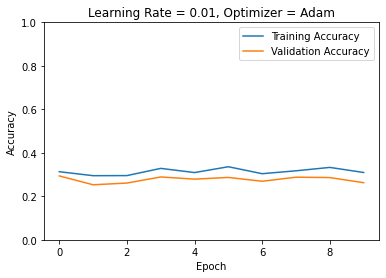 Learning Rate = 0.01, Optimizer = Adam
Training Accuracy
Validation Accuracy
Accuracy
1.0
0.8
0.6
0.4
0.2
0.0
0 2 4 6 8
Epoch